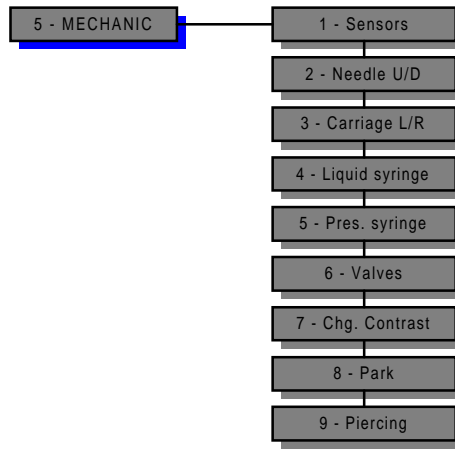 5 - MECHANIC
1 - Sensors
2 - Needle U/D
3 - Carriage L/R
4 - Liquid syringe
5 - Pres. syringe
6 - Valves
7 - Chg. Contrast
8 - Park
9 - Piercing